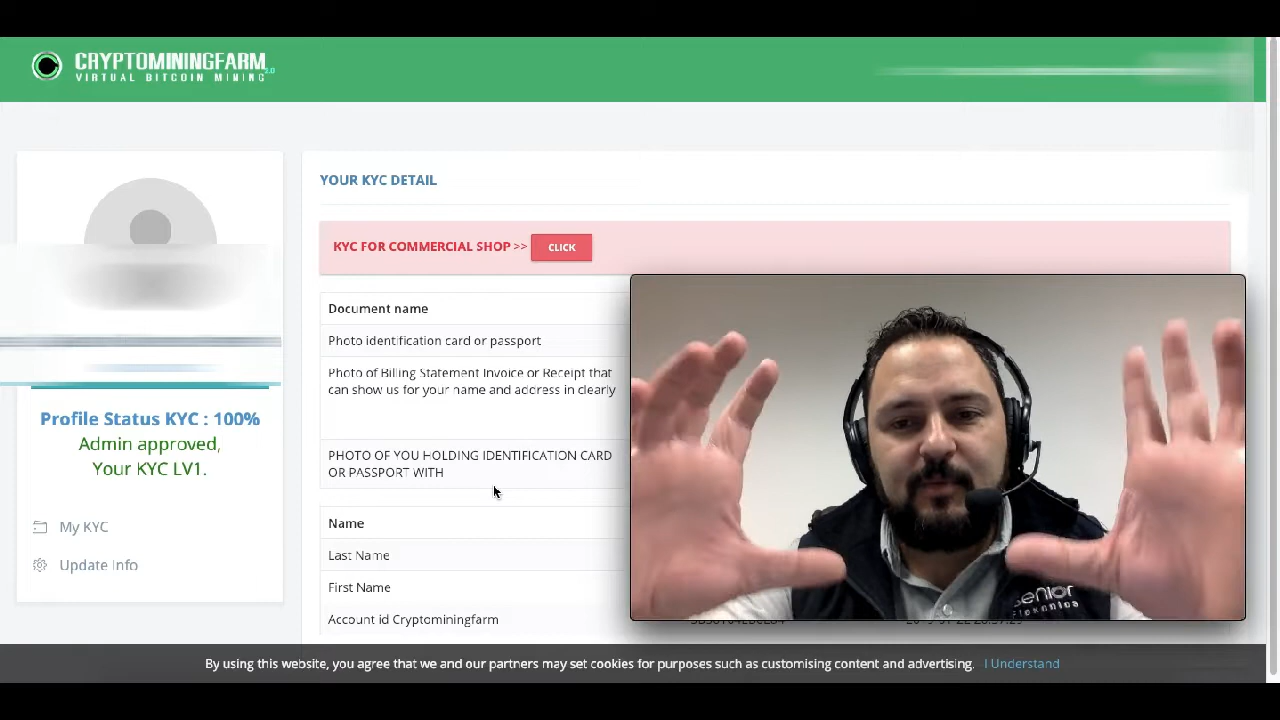 CRYPTOMININGFARM
VIRTUAL BITCOIN MINING
YOUR KYC DETAIL
KYC FOR COMMERCIAL SHOP >> CLICK
Document name
Photo identification card or passport
Photo of Billing Statement Invoice or Receipt that
can show us for your name and address in clearly
PHOTO OF YOU HOLDING IDENTIFICATION CARD
OR PASSPORT WITH
Name
Last Name
First Name
Account id Cryptominingfarm
Profile Status KYC : 100%
Admin approved,
Your KYC LV1.
My KYC
Update Info
senior
By using this website, you agree that we and our partners may set cookies for purposes such as customising content and advertising. I Understand